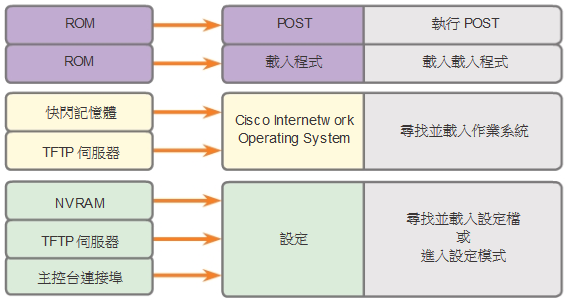 ROM
POST
執行 POST
ROM
載入程式
載入載入程式
快閃記憶體
TFTP 伺服器
Cisco Internetwork
Operating System
尋找並載入作業系統
NVRAM
TFTP 伺服器
主控台連接埠
設定
尋找並載入設定檔
或
進入設定模式